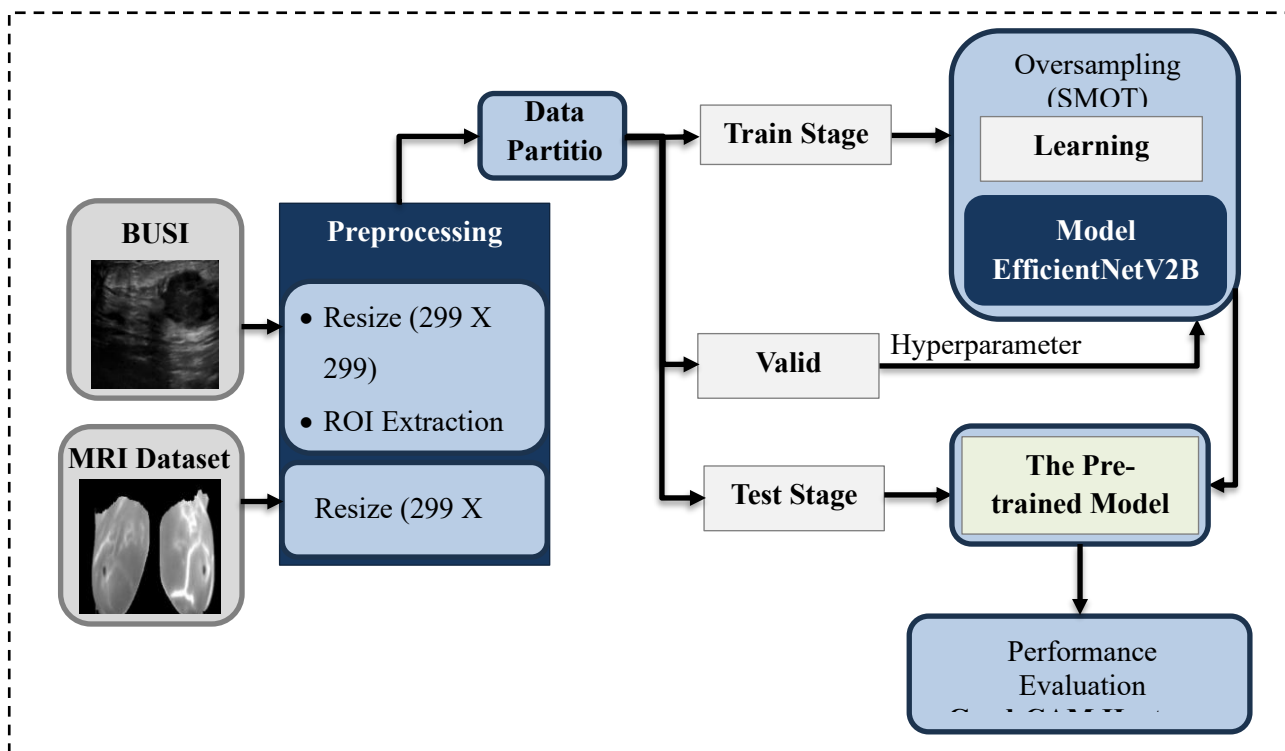 BUSI
MRI Dataset
Preprocessing
• Resize (299 X
299)
• ROI Extraction
Resize (299 X
Data
Partitio
Train Stage
Valid
Test Stage
Hyperparameter
Oversampling
(SMOT)
Learning
Model
EfficientNetV2B
The Pre-
trained Model
Performance
Evaluation